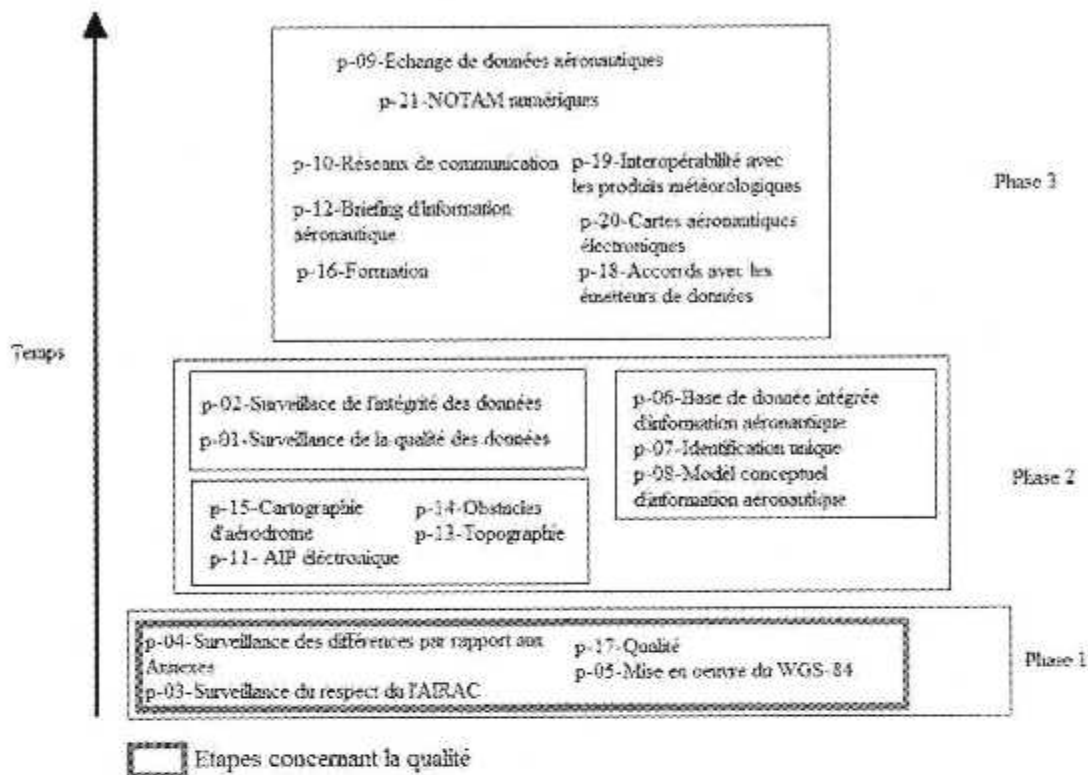 p-09-Echange de données aéronautiques
p-21-NOTAM numériques
p-10-Réseaux de communication
p-12-Briefing d'information
aéronautique
p-16-Formation
p-19-Interopérabilité avec
les produits météorologiques
p-20-Cartes aéronautiques
électroniques
p-18-Accords avec les
émetteurs de données
Phase 3
Temps
p-02-Surveillace de l'intégrité des données
p-01-Surveillance de la qualité des données
p-15-Cartographie
d'aérodrome
p-11- AIP éléctronique
p-14-Obstacles
p-13-Topographie
p-06-Base de donnée intégrée
d'information aéronautique
p-07-Identification unique
p-08-Model conceptuel
d'information aéronautique
Phase 2
p-04-Surveillance des différences par rapport aux
Annexes
p-03-Surveillance du respect du l'AIRAC
p-17-Qualité
p-05-Mise en oeuvre du WGS-84
Phase 1
Etapes concernant la qualité